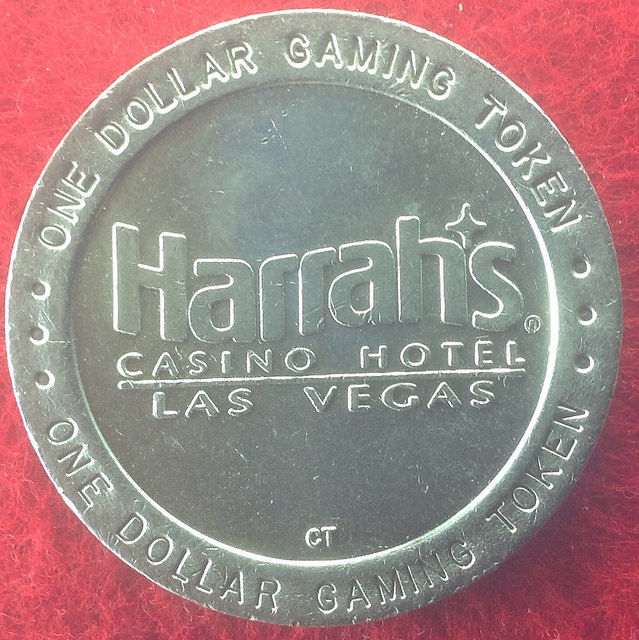 ONE DOLLAR GAMING TOKEN
Harrah's®
CASINO HOTEL
LAS VEGAS
CT
ONE DOLLAR GAMING TOKEN